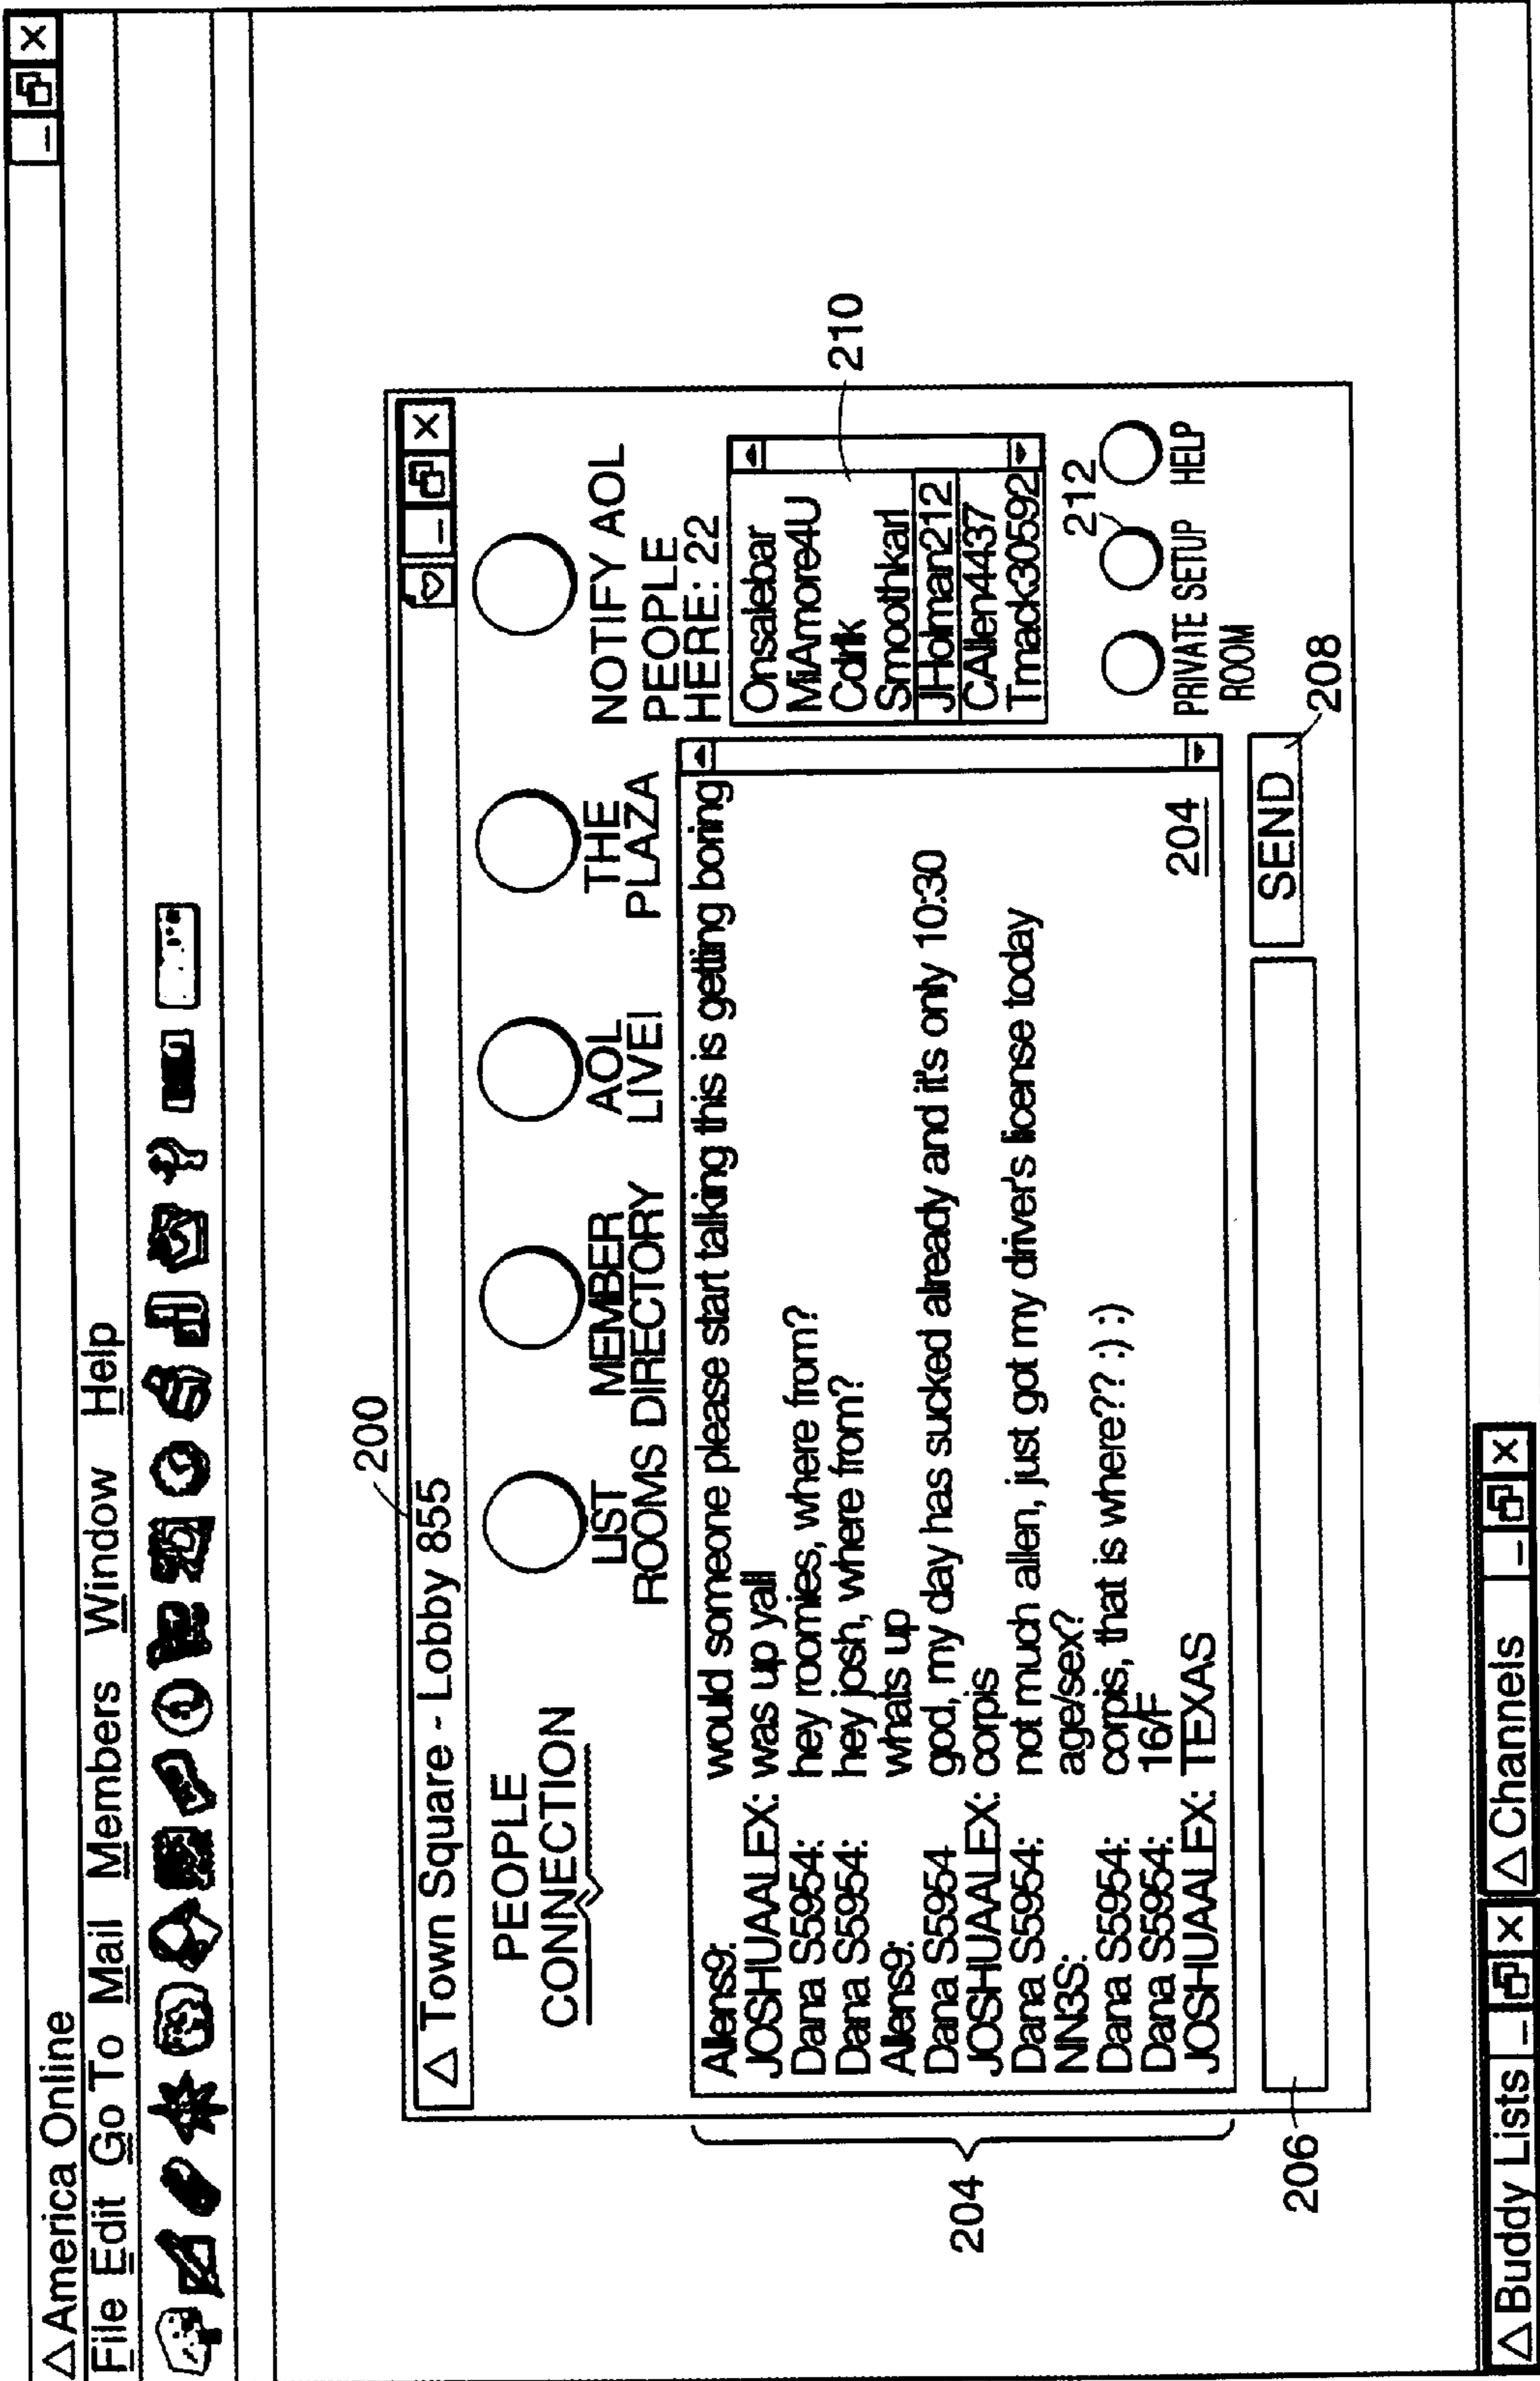 America Online
File Edit Go To Mail Members Window Help
200
Town Square - Lobby 855
PEOPLE
CONNECTION
LIST
ROOMS
MEMBER
DIRECTORY
AOL
LIVE!
THE
PLAZA
NOTIFY AOL
PEOPLE
HERE: 22
Allens9: would someone please start talking this is getting boring
JOSHUAALEX: was up yall
Dana S5954: hey roomies, where from?
Dana S5954: hey josh, where from?
Allens9: whats up
Dana S5954 god, my day has sucked already and it's only 10:30
JOSHUAALEX: corpis
Dana S5954: not much allen, just got my driver's license today
NN3S: age/sex?
Dana S5954: corpis, that is where?? :) :)
Dana S5954: 16/F
JOSHUAALEX: TEXAS
204
204
Onsalebar
MiAmore4U
Cdrlk
Smoothkarl
JHolman212
CAllen4437
Tmack30592
210
212
PRIVATE
ROOM
SETUP
HELP
206
SEND
208
Buddy Lists
Channels